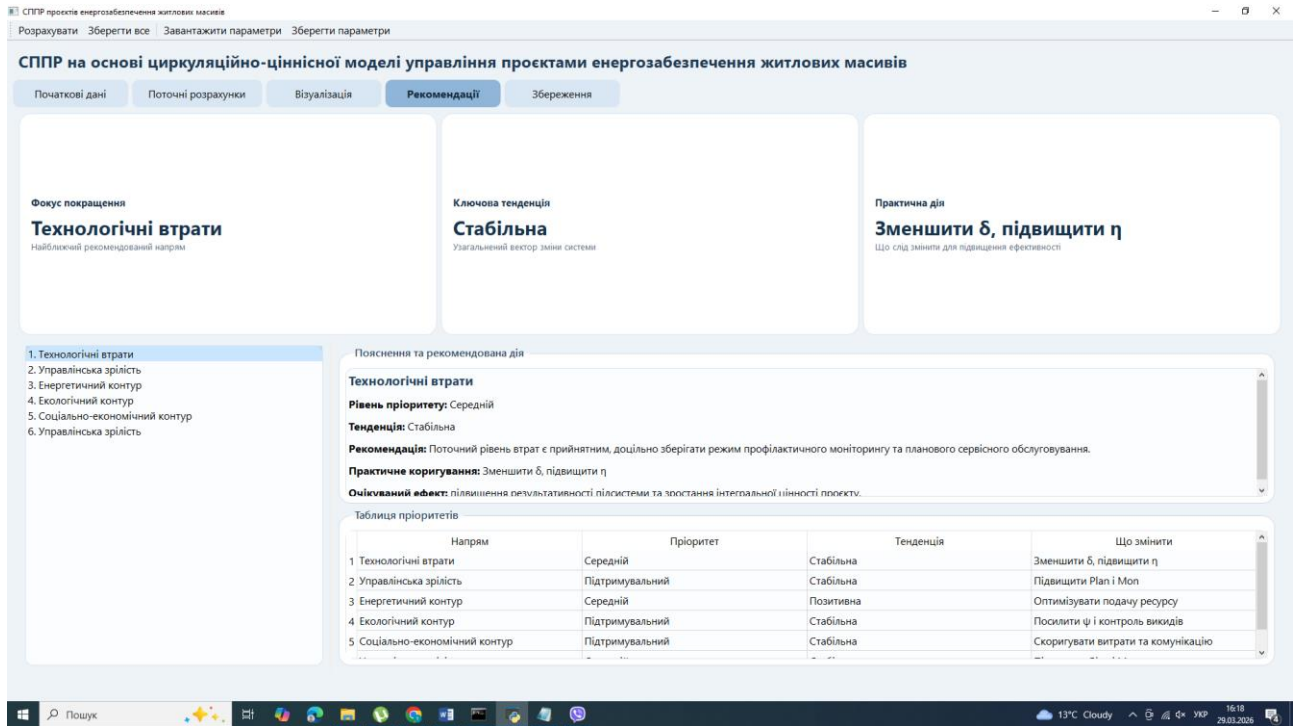 СППР проєктів енергозабезпечення житлових масивів
Розрахувати Зберегти все Завантажити параметри Зберегти параметри
СППР на основі циркуляційно-ціннісної моделі управління проєктами енергозабезпечення житлових масивів
Початкові дані Поточні розрахунки Візуалізація Рекомендації Збереження
Фокус покращення
Технологічні втрати
Найближчий рекомендований напрям
Ключова тенденція
Стабільна
Узагальнений вектор зміни системи
Практична дія
Зменшити δ, підвищити η
Що слід змінити для підвищення ефективності
1. Технологічні втрати
2. Управлінська зрілість
3. Енергетичний контур
4. Екологічний контур
5. Соціально-економічний контур
6. Управлінська зрілість
Пояснення та рекомендована дія
Технологічні втрати
Рівень пріоритету: Середній
Тенденція: Стабільна
Рекомендація: Поточний рівень втрат є прийнятним, доцільно зберігати режим профілактичного моніторингу та планового сервісного обслуговування.
Практичне коригування: Зменшити δ, підвищити η
Очікуваний ефект: підвищення результативності підсистеми та зростання інтегральної цінності проєкту.
Таблиця пріоритетів
Напрям Пріоритет Тенденція Що змінити
1 Технологічні втрати Середній Стабільна Зменшити δ, підвищити η
2 Управлінська зрілість Підтримувальний Стабільна Підвищити Plan і Mon
3 Енергетичний контур Середній Позитивна Оптимізувати подачу ресурсу
4 Екологічний контур Підтримувальний Стабільна Посилити ψ і контроль викидів
5 Соціально-економічний контур Підтримувальний Стабільна Скоригувати витрати та комунікацію
Пошук
13°C Cloudy УКР 16:18
29.03.2026